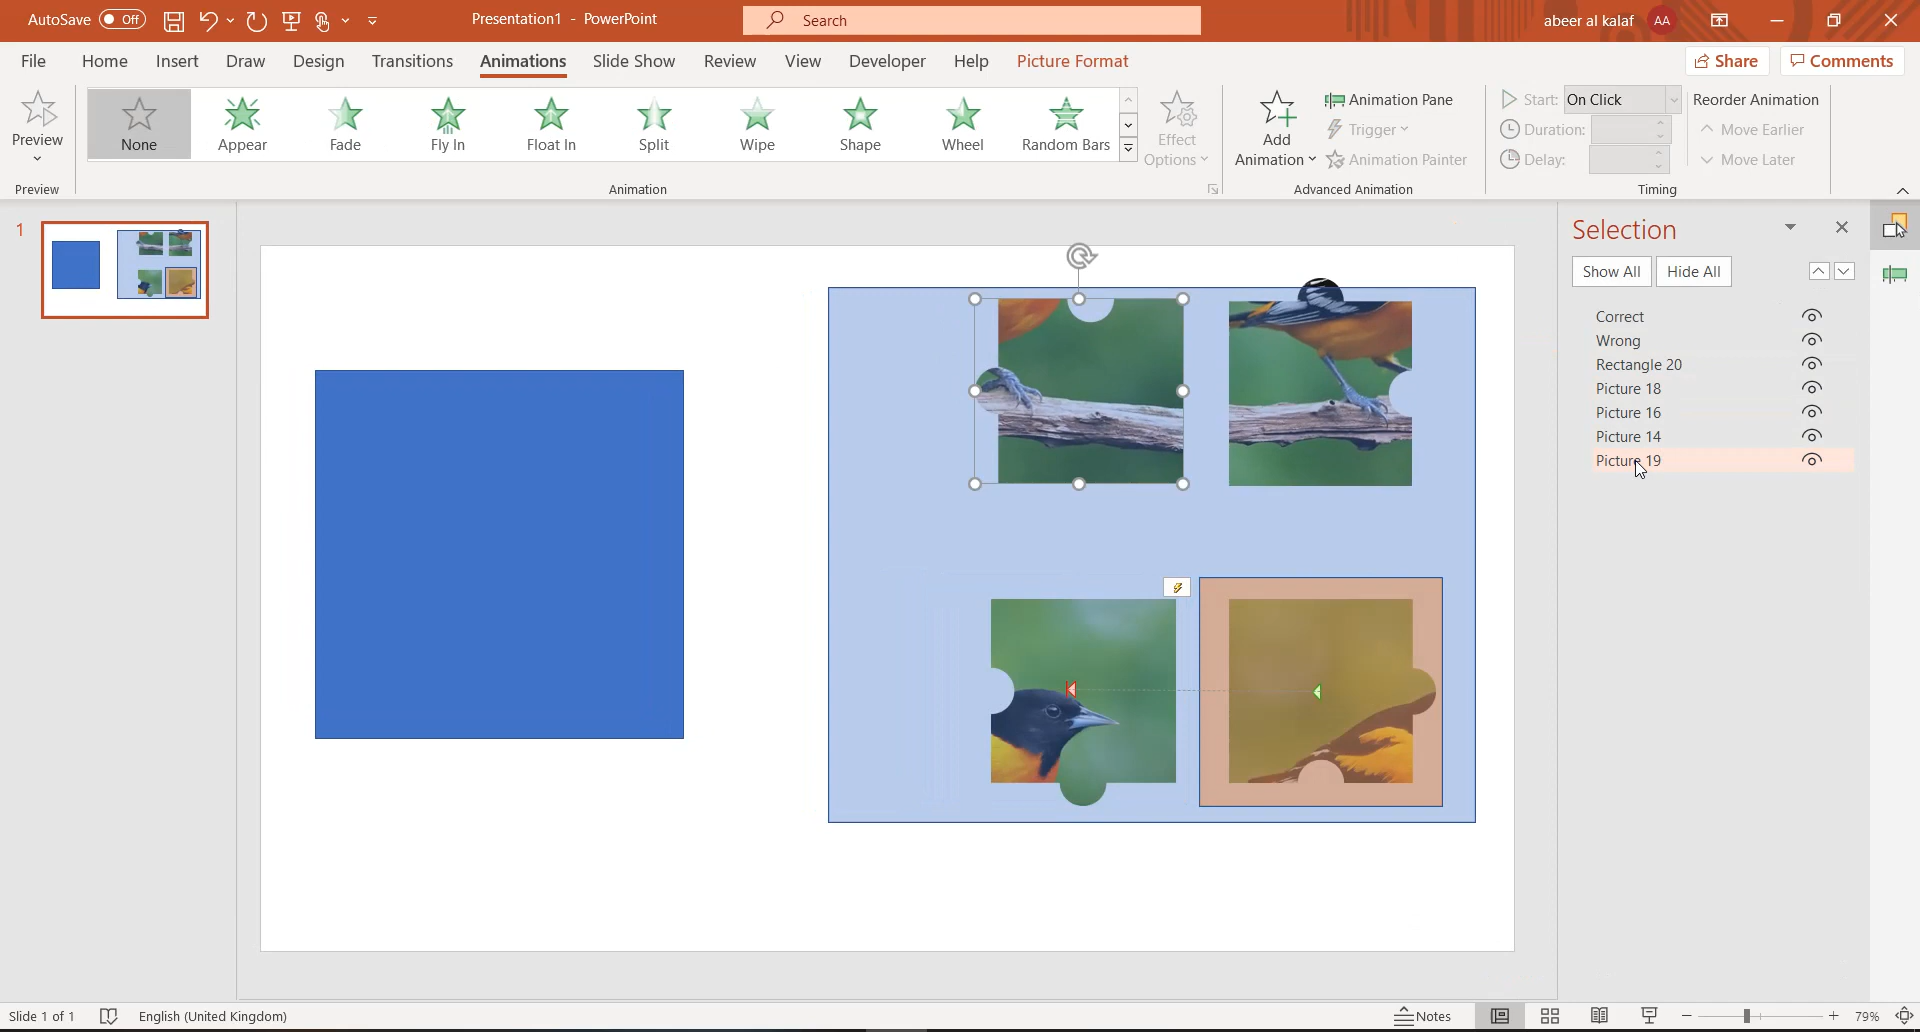 AutoSave Off
Presentation1 - PowerPoint
Search
abeer al kalaf AA
File Home Insert Draw Design Transitions Animations Slide Show Review View Developer Help Picture Format
Share Comments
Preview
Preview
None Appear Fade Fly In Float In Split Wipe Shape Wheel Random Bars
Animation
Effect
Options
Add
Animation
Animation Pane
Trigger
Animation Painter
Advanced Animation
Start: On Click
Duration:
Delay:
Reorder Animation
Move Earlier
Move Later
Timing
1
Selection
Show All Hide All
Correct
Wrong
Rectangle 20
Picture 18
Picture 16
Picture 14
Picture 19
Slide 1 of 1 English (United Kingdom) Notes 79%